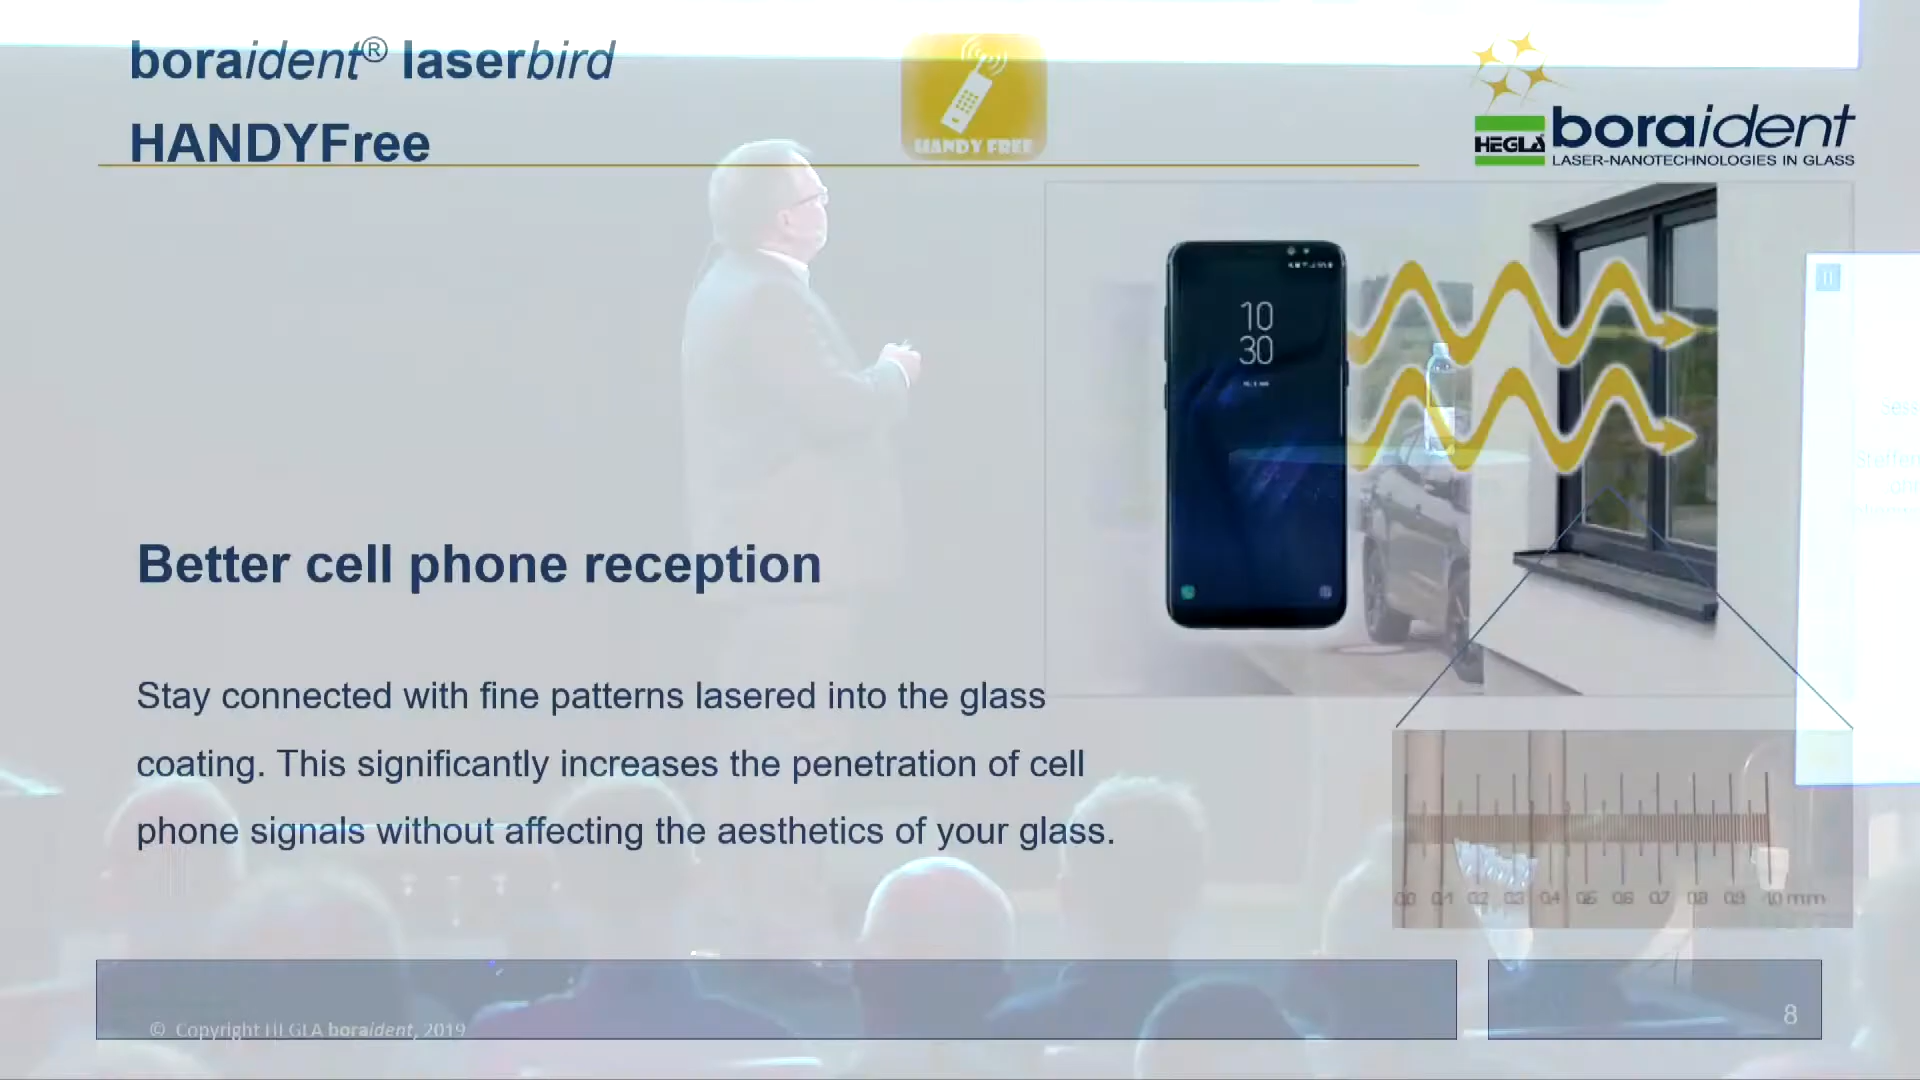 boraident® laserbird
HANDYFree
HANDY FREE
HEGLA
boraident
LASER-NANOTECHNOLOGIES IN GLASS
10
30
Better cell phone reception
Stay connected with fine patterns lasered into the glass
coating. This significantly increases the penetration of cell
phone signals without affecting the aesthetics of your glass.
0.0 0.1 0.2 0.3 0.4 0.5 0.6 0.7 0.8 0.9 1.0 mm
© Copyright HEGLA boraident, 2019
8